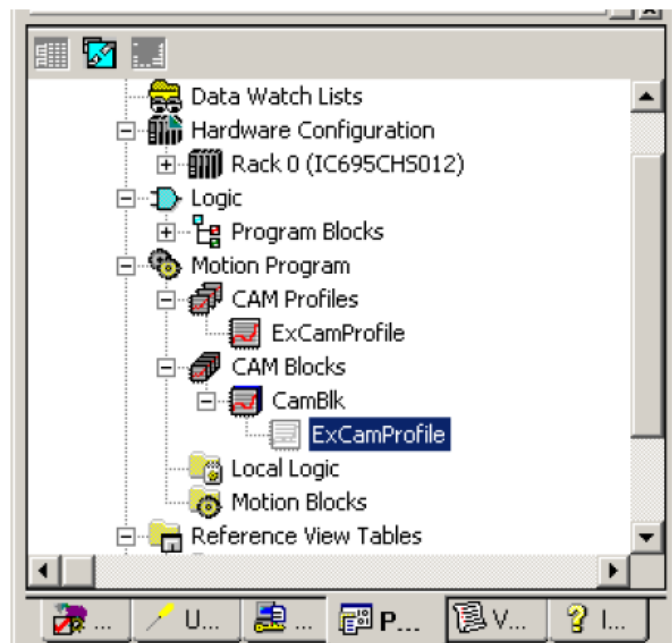 Data Watch Lists
Hardware Configuration
Rack 0 (IC695CHS012)
Logic
Program Blocks
Motion Program
CAM Profiles
ExCamProfile
CAM Blocks
CamBlk
ExCamProfile
Local Logic
Motion Blocks
Reference View Tables
... U... ... P... V... I...